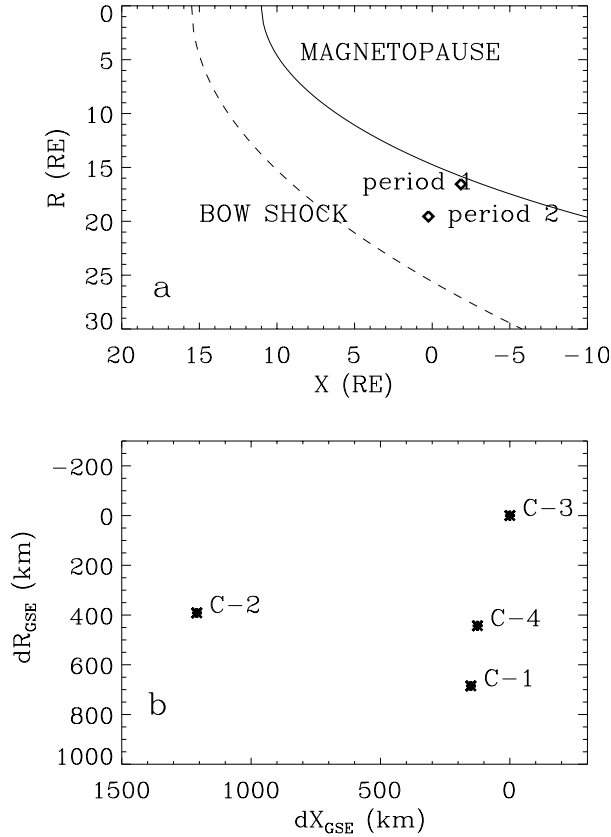 0
5
10
15
20
25
30
R (RE)
MAGNETOPAUSE
period 1
BOW SHOCK
period 2
a
20 15 10 5 0 -5 -10
X (RE)
-200
0
200
400
600
800
1000
dR_GSE (km)
C-3
C-2
C-4
C-1
b
1500 1000 500 0
dX_GSE (km)